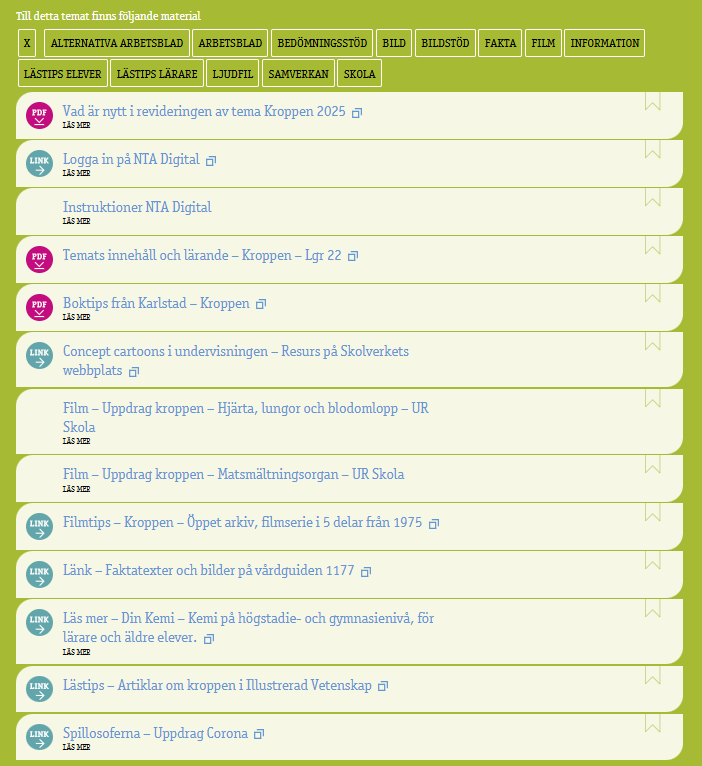 Till detta temat finns följande material
X ALTERNATIVA ARBETSBLAD ARBETSBLAD BEDÖMNINGSSTÖD BILD BILDSTÖD FAKTA FILM INFORMATION
LÄSTIPS ELEVER LÄSTIPS LÄRARE LJUDFIL SAMVERKAN SKOLA
PDF Vad är nytt i revideringen av tema Kroppen 2025
LÄS MER
LINK Logga in på NTA Digital
LÄS MER
Instruktioner NTA Digital
LÄS MER
PDF Temats innehåll och lärande – Kroppen – Lgr 22
PDF Boktips från Karlstad – Kroppen
LÄS MER
LINK Concept cartoons i undervisningen – Resurs på Skolverkets
webbplats
Film – Uppdrag kroppen – Hjärta, lungor och blodomlopp – UR
Skola
LÄS MER
Film – Uppdrag kroppen – Matsmältningsorgan – UR Skola
LÄS MER
LINK Filmtips – Kroppen – Öppet arkiv, filmserie i 5 delar från 1975
LINK Länk – Faktatexter och bilder på vårdguiden 1177
LINK Läs mer – Din Kemi – Kemi på högstadie- och gymnasienivå, för
lärare och äldre elever.
LÄS MER
LINK Lästips – Artiklar om kroppen i Illustrerad Vetenskap
LINK Spillosoferna – Uppdrag Corona
LÄS MER